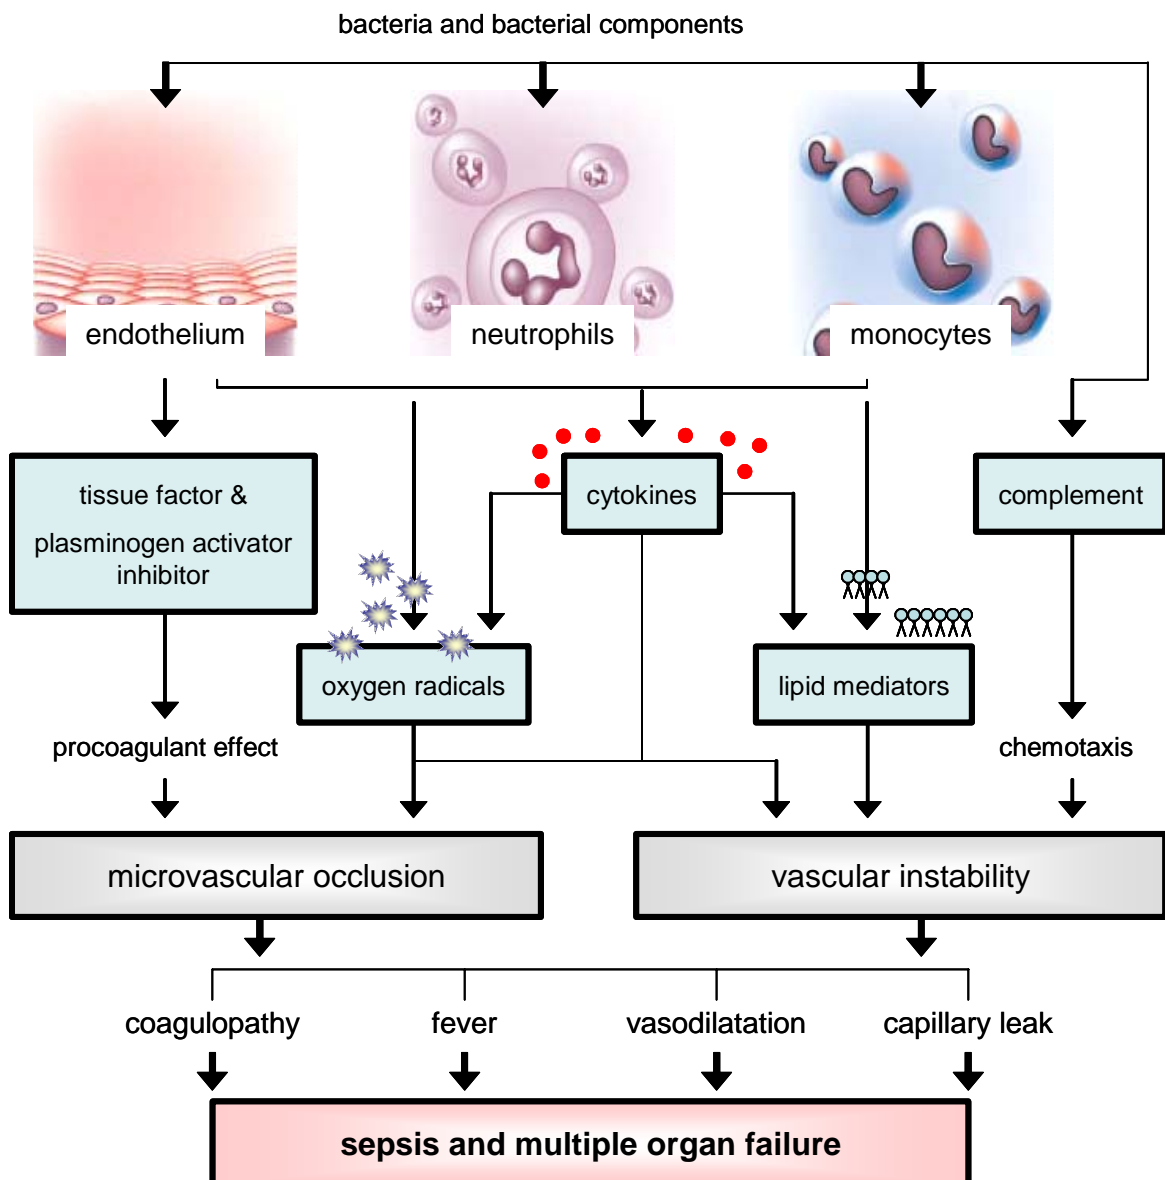 bacteria and bacterial components
endothelium
neutrophils
monocytes
tissue factor &
plasminogen activator
inhibitor
cytokines
complement
oxygen radicals
lipid mediators
procoagulant effect
chemotaxis
microvascular occlusion
vascular instability
coagulopathy
fever
vasodilatation
capillary leak
sepsis and multiple organ failure